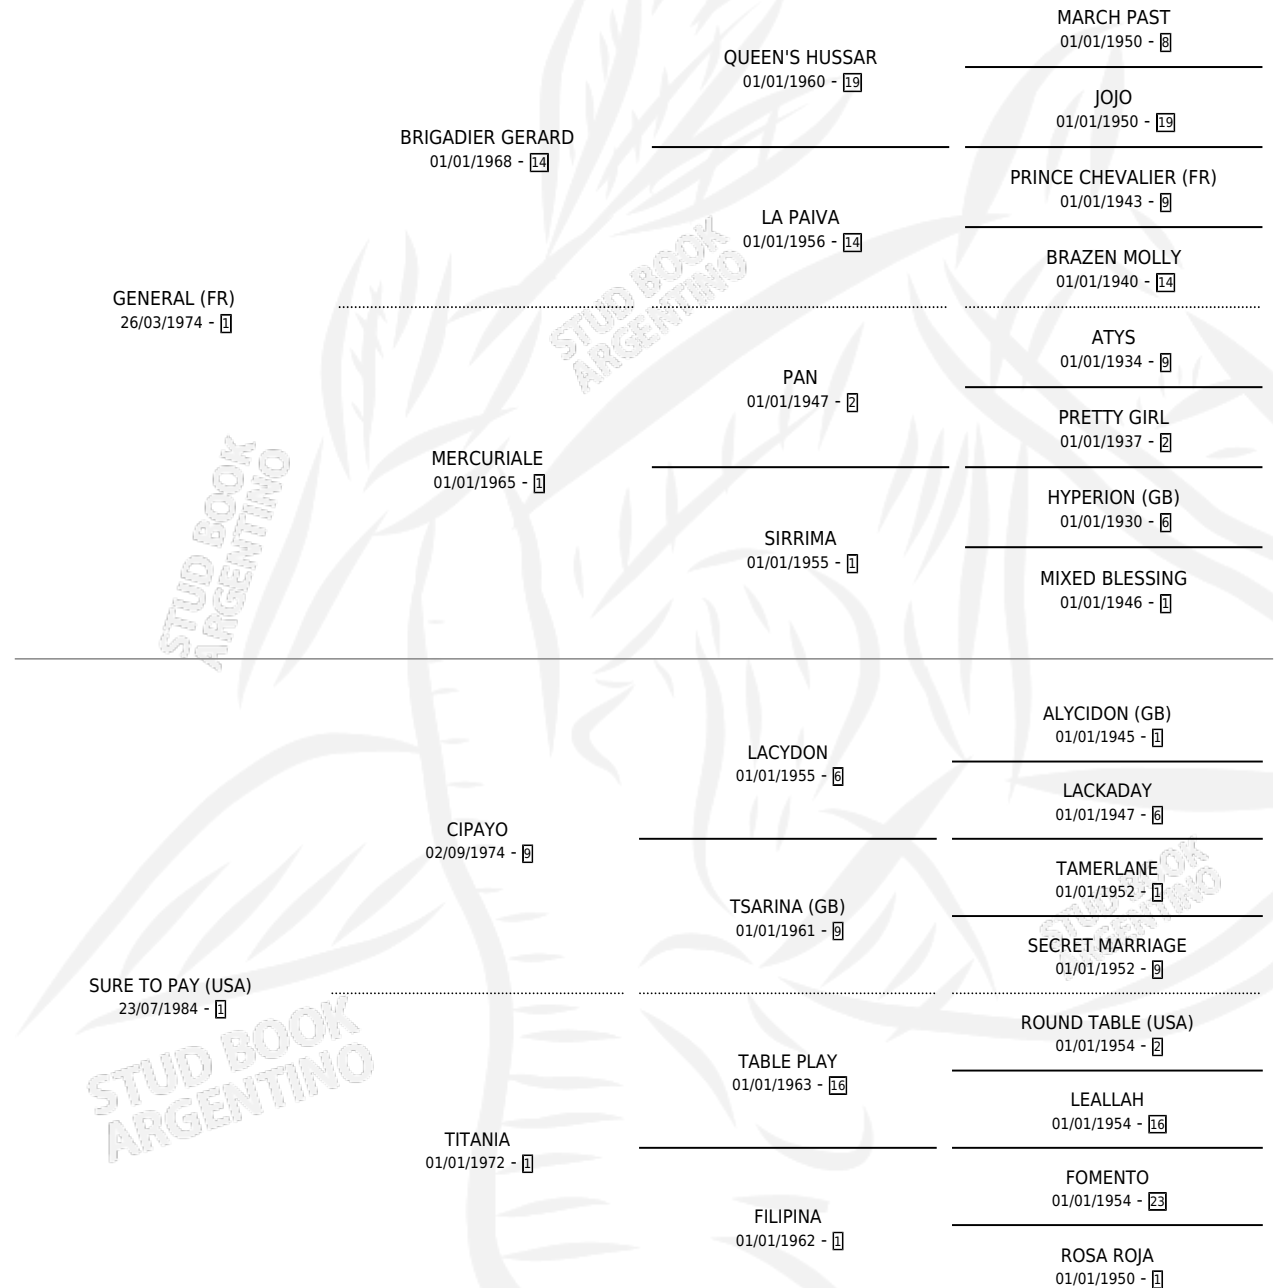 MARCH PAST
01/01/1950 - 8
QUEEN'S HUSSAR
01/01/1960 - 19
JOJO
01/01/1950 - 19
BRIGADIER GERARD
01/01/1968 - 14
PRINCE CHEVALIER (FR)
01/01/1943 - 9
LA PAIVA
01/01/1956 - 14
BRAZEN MOLLY
01/01/1940 - 14
GENERAL (FR)
26/03/1974 - 1
STUD BOOK
ARGENTINO
ATYS
01/01/1934 - 9
PAN
01/01/1947 - 2
PRETTY GIRL
01/01/1937 - 2
MERCURIALE
01/01/1965 - 1
HYPERION (GB)
01/01/1930 - 6
SIRRIMA
01/01/1955 - 1
MIXED BLESSING
01/01/1946 - 1
STUD BOOK
ARGENTINO
ALYCIDON (GB)
01/01/1945 - 1
LACYDON
01/01/1955 - 6
LACKADAY
01/01/1947 - 6
CIPAYO
02/09/1974 - 9
TAMERLANE
01/01/1952 - 1
TSARINA (GB)
01/01/1961 - 9
SECRET MARRIAGE
01/01/1952 - 9
STUD BOOK
ARGENTINO
SURE TO PAY (USA)
23/07/1984 - 1
ROUND TABLE (USA)
01/01/1954 - 2
TABLE PLAY
01/01/1963 - 16
LEALLAH
01/01/1954 - 16
STUD BOOK
ARGENTINO
TITANIA
01/01/1972 - 1
FOMENTO
01/01/1954 - 23
FILIPINA
01/01/1962 - 1
ROSA ROJA
01/01/1950 - 1